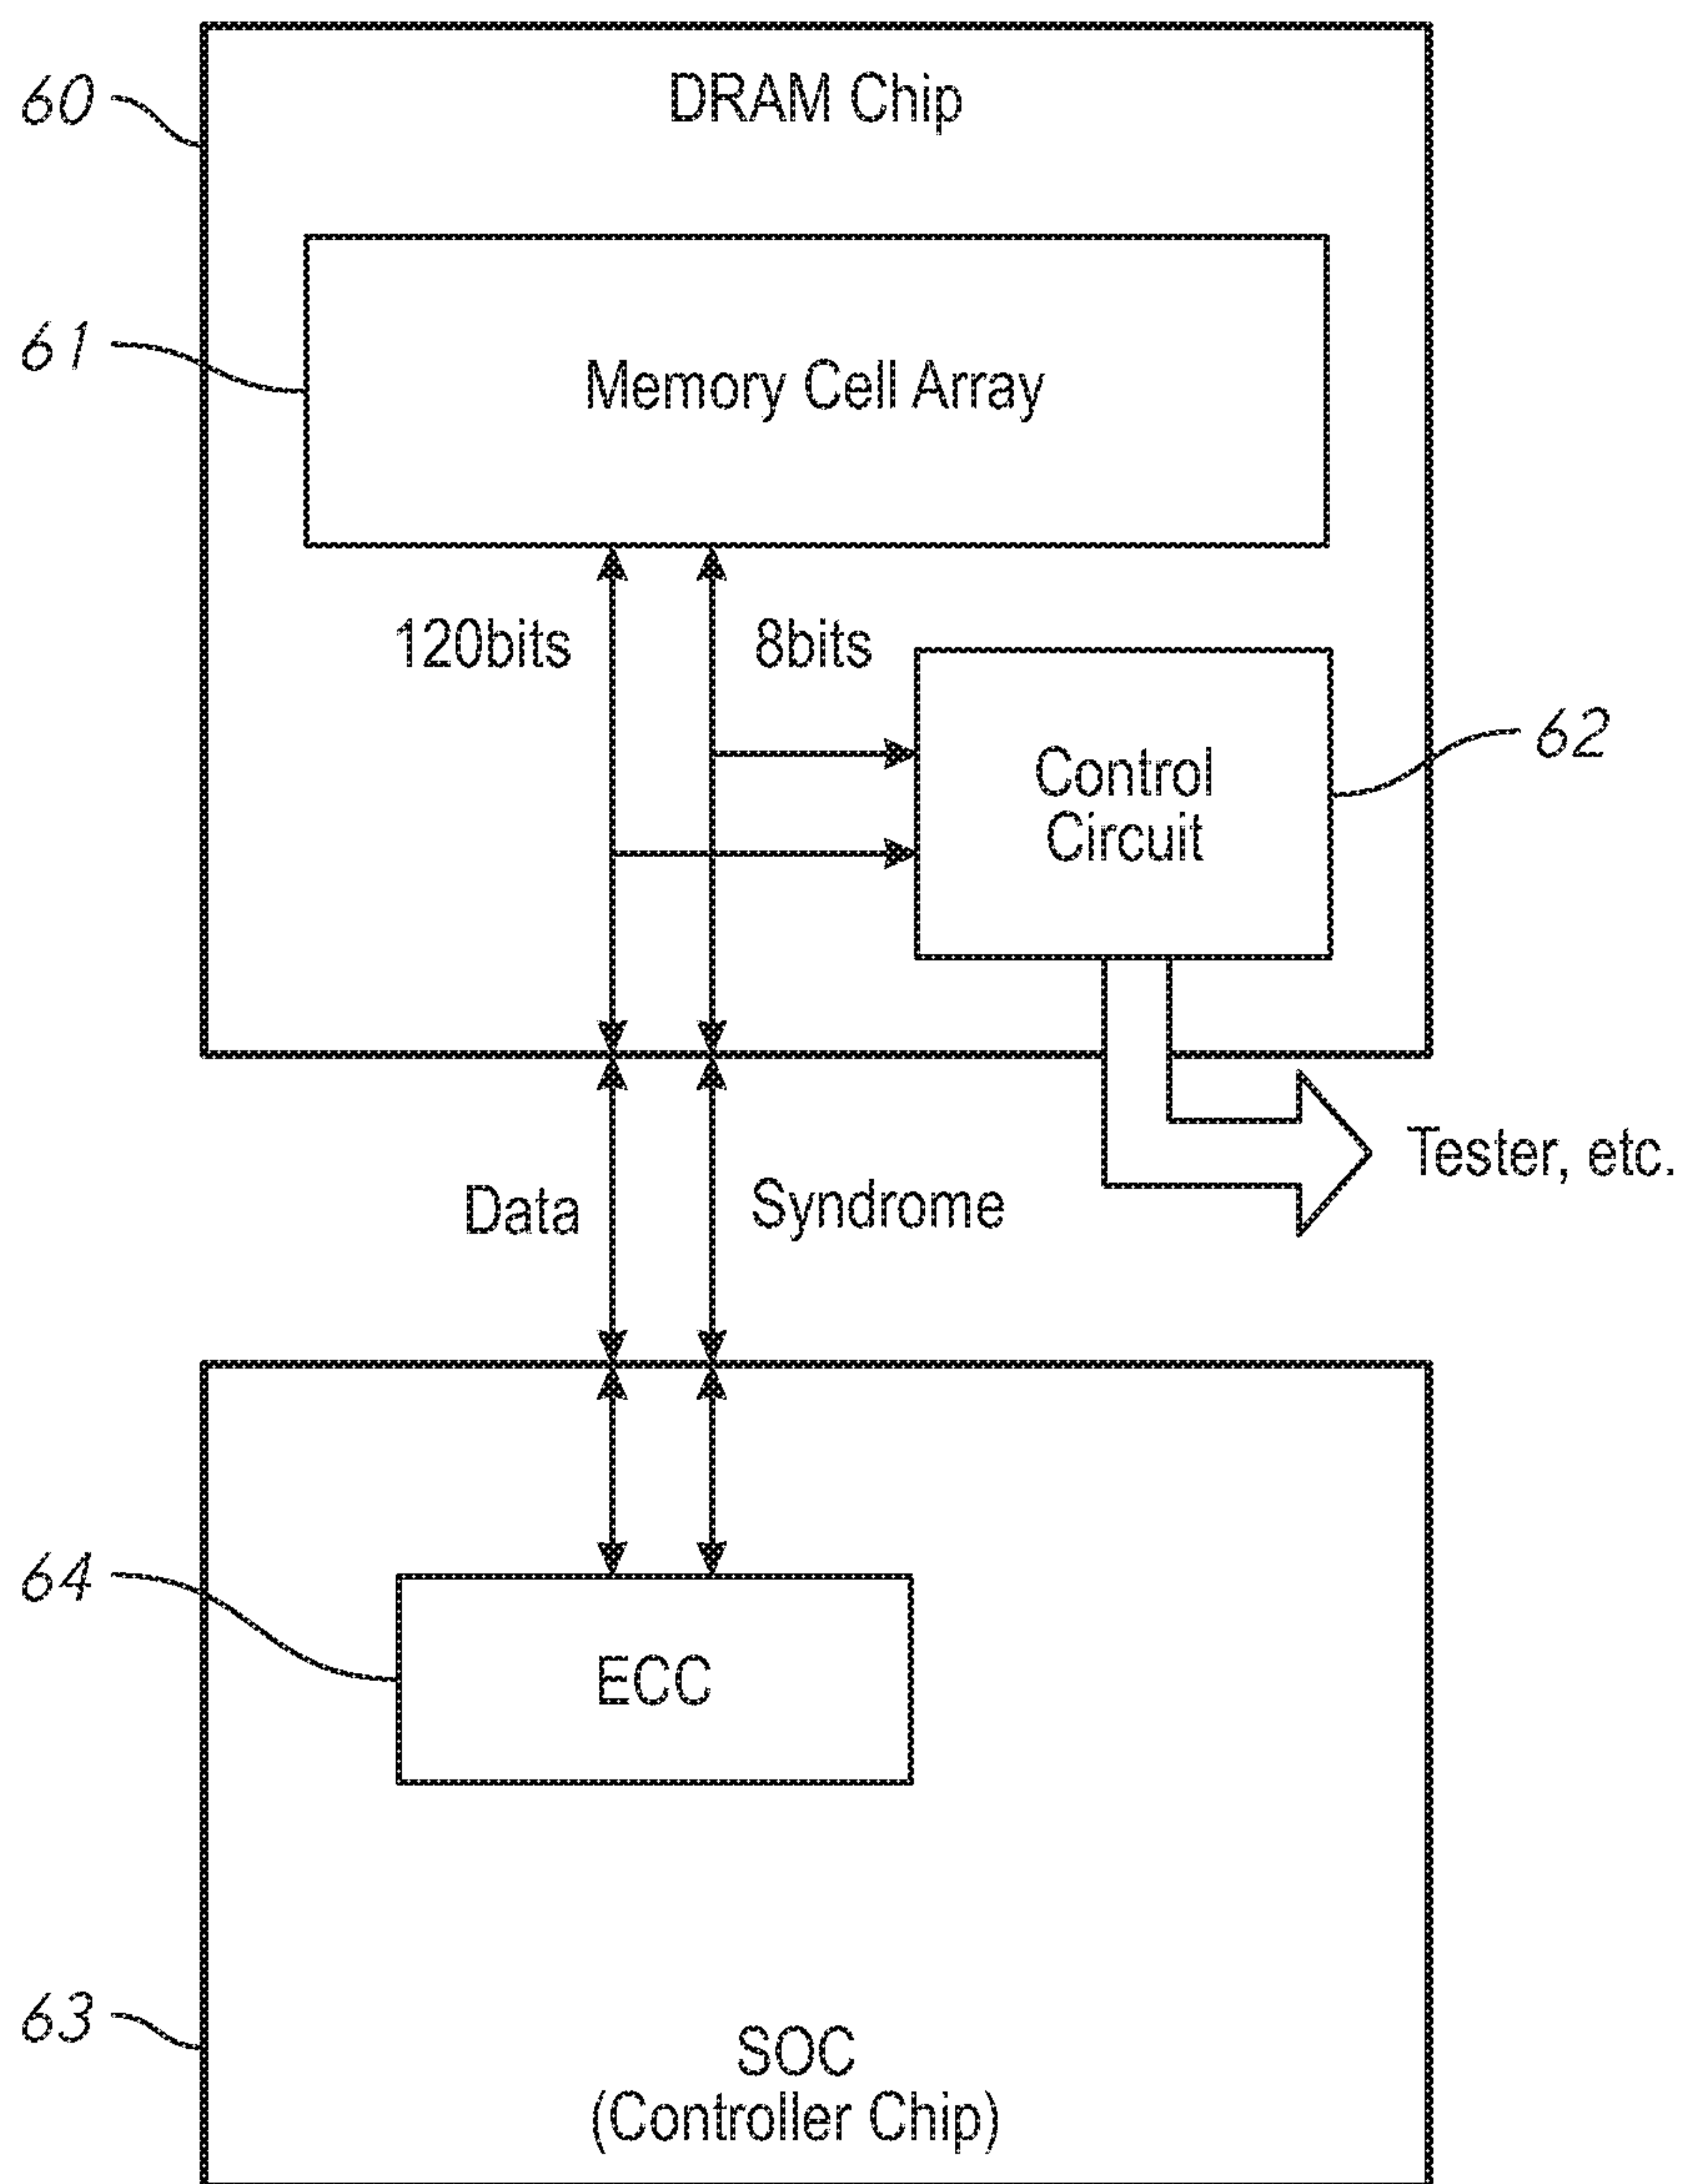 60
DRAM Chip
61
Memory Cell Array
120bits
8bits
62
Control
Circuit
Data
Syndrome
Tester, etc.
64
ECC
63
SOC
(Controller Chip)